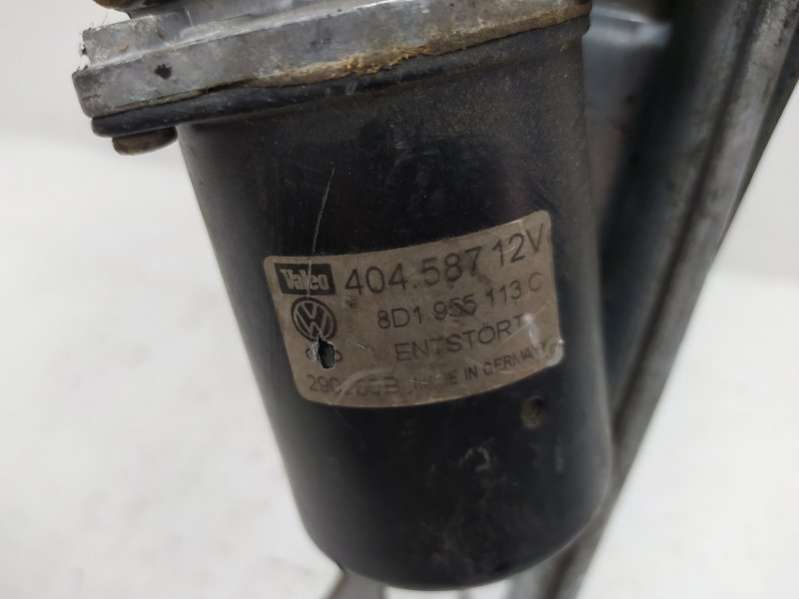 Valeo 404.587 12V
8D1 955 113 C
ENTSTÖRT
MADE IN GERMANY